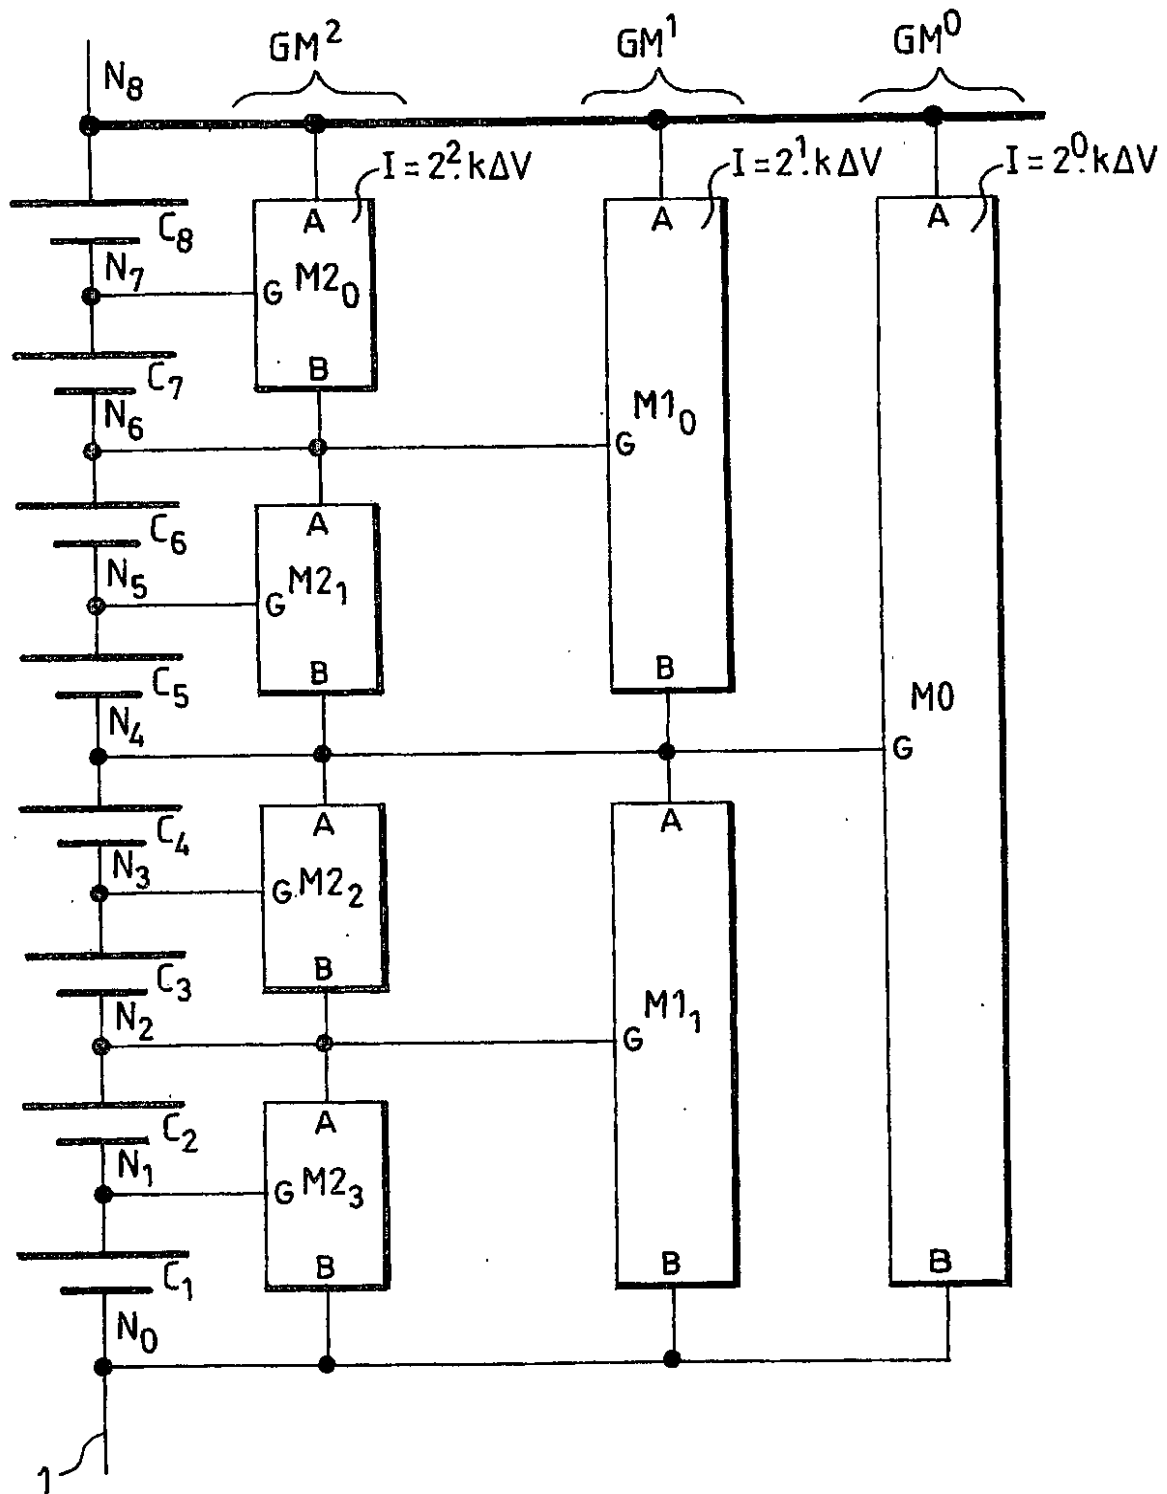 GM² GM¹ GM⁰
N₈
I = 2².kΔV I = 2¹.kΔV I = 2⁰.kΔV
A A A
C₈
N₇
G M2₀
B
C₇
N₆
M1₀
G
A
C₆
N₅
G M2₁
B B
C₅
M0
N₄
G
A A
C₄
N₃
G M2₂
B
C₃
N₂
M1₁
G
A
C₂
N₁
G M2₃
B B B
C₁
N₀
1